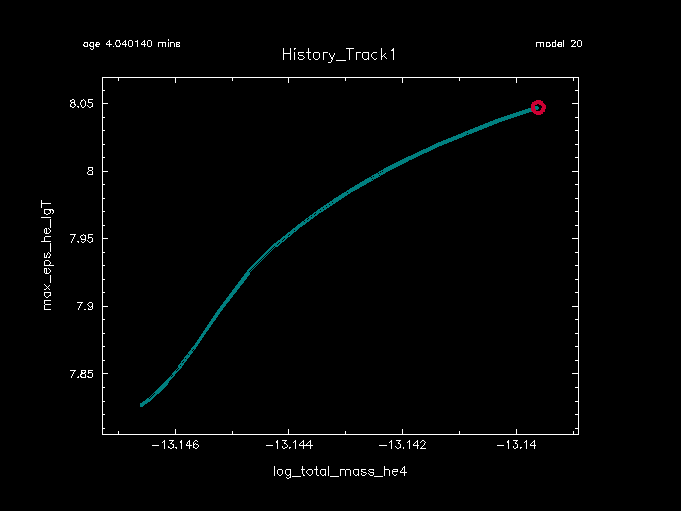 age 4.040140 mins
model 20
History_Track1
8.05
8
7.95
7.9
7.85
max_eps_he_lgT
-13.146
-13.144
-13.142
-13.14
log_total_mass_he4